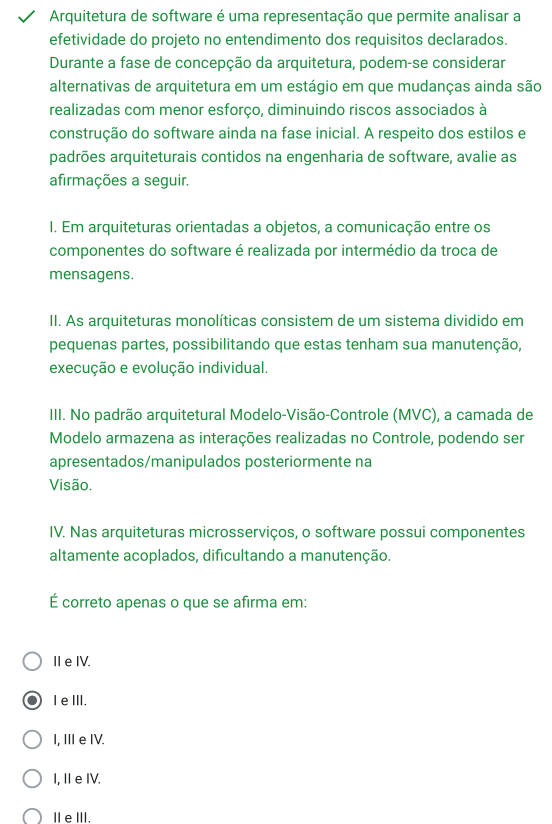 Arquitetura de software é uma representação que permite analisar a
efetividade do projeto no entendimento dos requisitos declarados.
Durante a fase de concepção da arquitetura, podem-se considerar
alternativas de arquitetura em um estágio em que mudanças ainda são
realizadas com menor esforço, diminuindo riscos associados à
construção do software ainda na fase inicial. A respeito dos estilos e
padrões arquiteturais contidos na engenharia de software, avalie as
afirmações a seguir.
I. Em arquiteturas orientadas a objetos, a comunicação entre os
componentes do software é realizada por intermédio da troca de
mensagens.
II. As arquiteturas monolíticas consistem de um sistema dividido em
pequenas partes, possibilitando que estas tenham sua manutenção,
execução e evolução individual.
III. No padrão arquitetural Modelo-Visão-Controle (MVC), a camada de
Modelo armazena as interações realizadas no Controle, podendo ser
apresentados/manipulados posteriormente na
Visão.
IV. Nas arquiteturas microsserviços, o software possui componentes
altamente acoplados, dificultando a manutenção.
É correto apenas o que se afirma em:
II e IV.
I e III.
I, III e IV.
I, II e IV.
II e III.